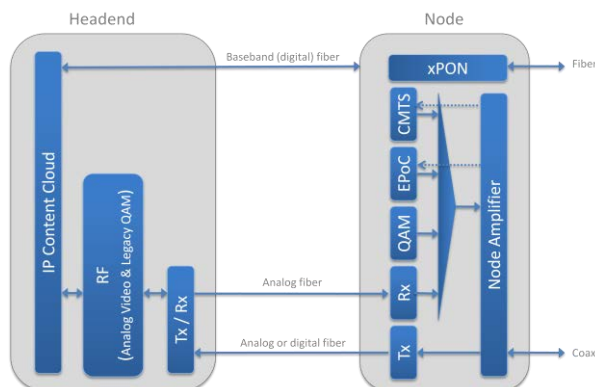 Headend
Node
Baseband (digital) fiber
xPON
Fiber
CMTS
EPoC
QAM
Rx
Tx
Node Amplifier
IP Content Cloud
RF
(Analog Video & Legacy QAM)
Tx / Rx
Analog fiber
Analog or digital fiber
Coax